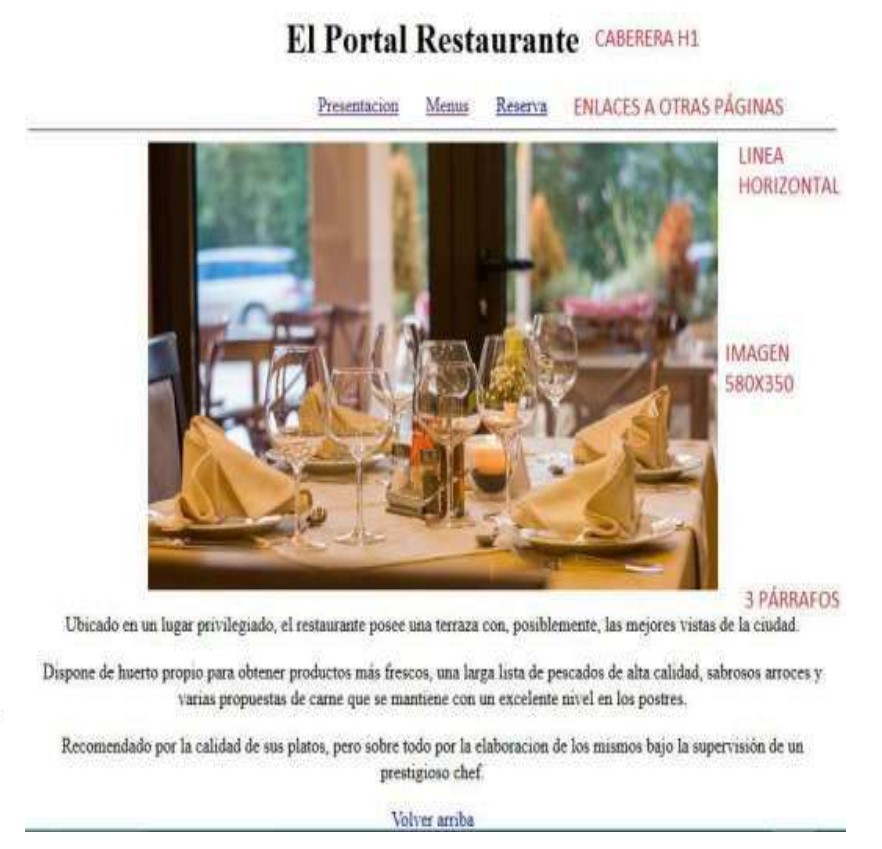 El Portal Restaurante CABERERA H1
Presentacion Menus Reserva ENLACES A OTRAS PÁGINAS
LINEA
HORIZONTAL
IMAGEN
580X350
3 PÁRRAFOS
Ubicado en un lugar privilegiado, el restaurante posee una terraza con, posiblemente, las mejores vistas de la ciudad.
Dispone de huerto propio para obtener productos más frescos, una larga lista de pescados de alta calidad, sabrosos arroces y
varias propuestas de carne que se mantiene con un excelente nivel en los postres.
Recomendado por la calidad de sus platos, pero sobre todo por la elaboracion de los mismos bajo la supervisión de un
prestigioso chef.
Volver arriba